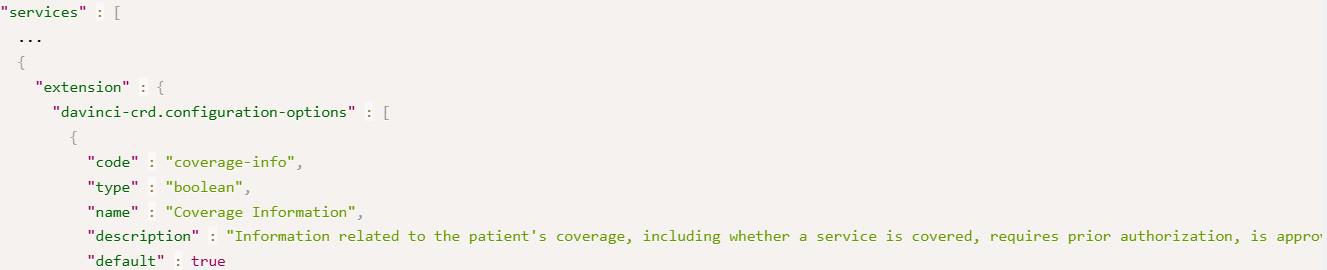 "services" : [
  ...
  {
    "extension" : {
      "davinci-crd.configuration-options" : [
        {
          "code" : "coverage-info",
          "type" : "boolean",
          "name" : "Coverage Information",
          "description" : "Information related to the patient's coverage, including whether a service is covered, requires prior authorization, is
          "default" : true